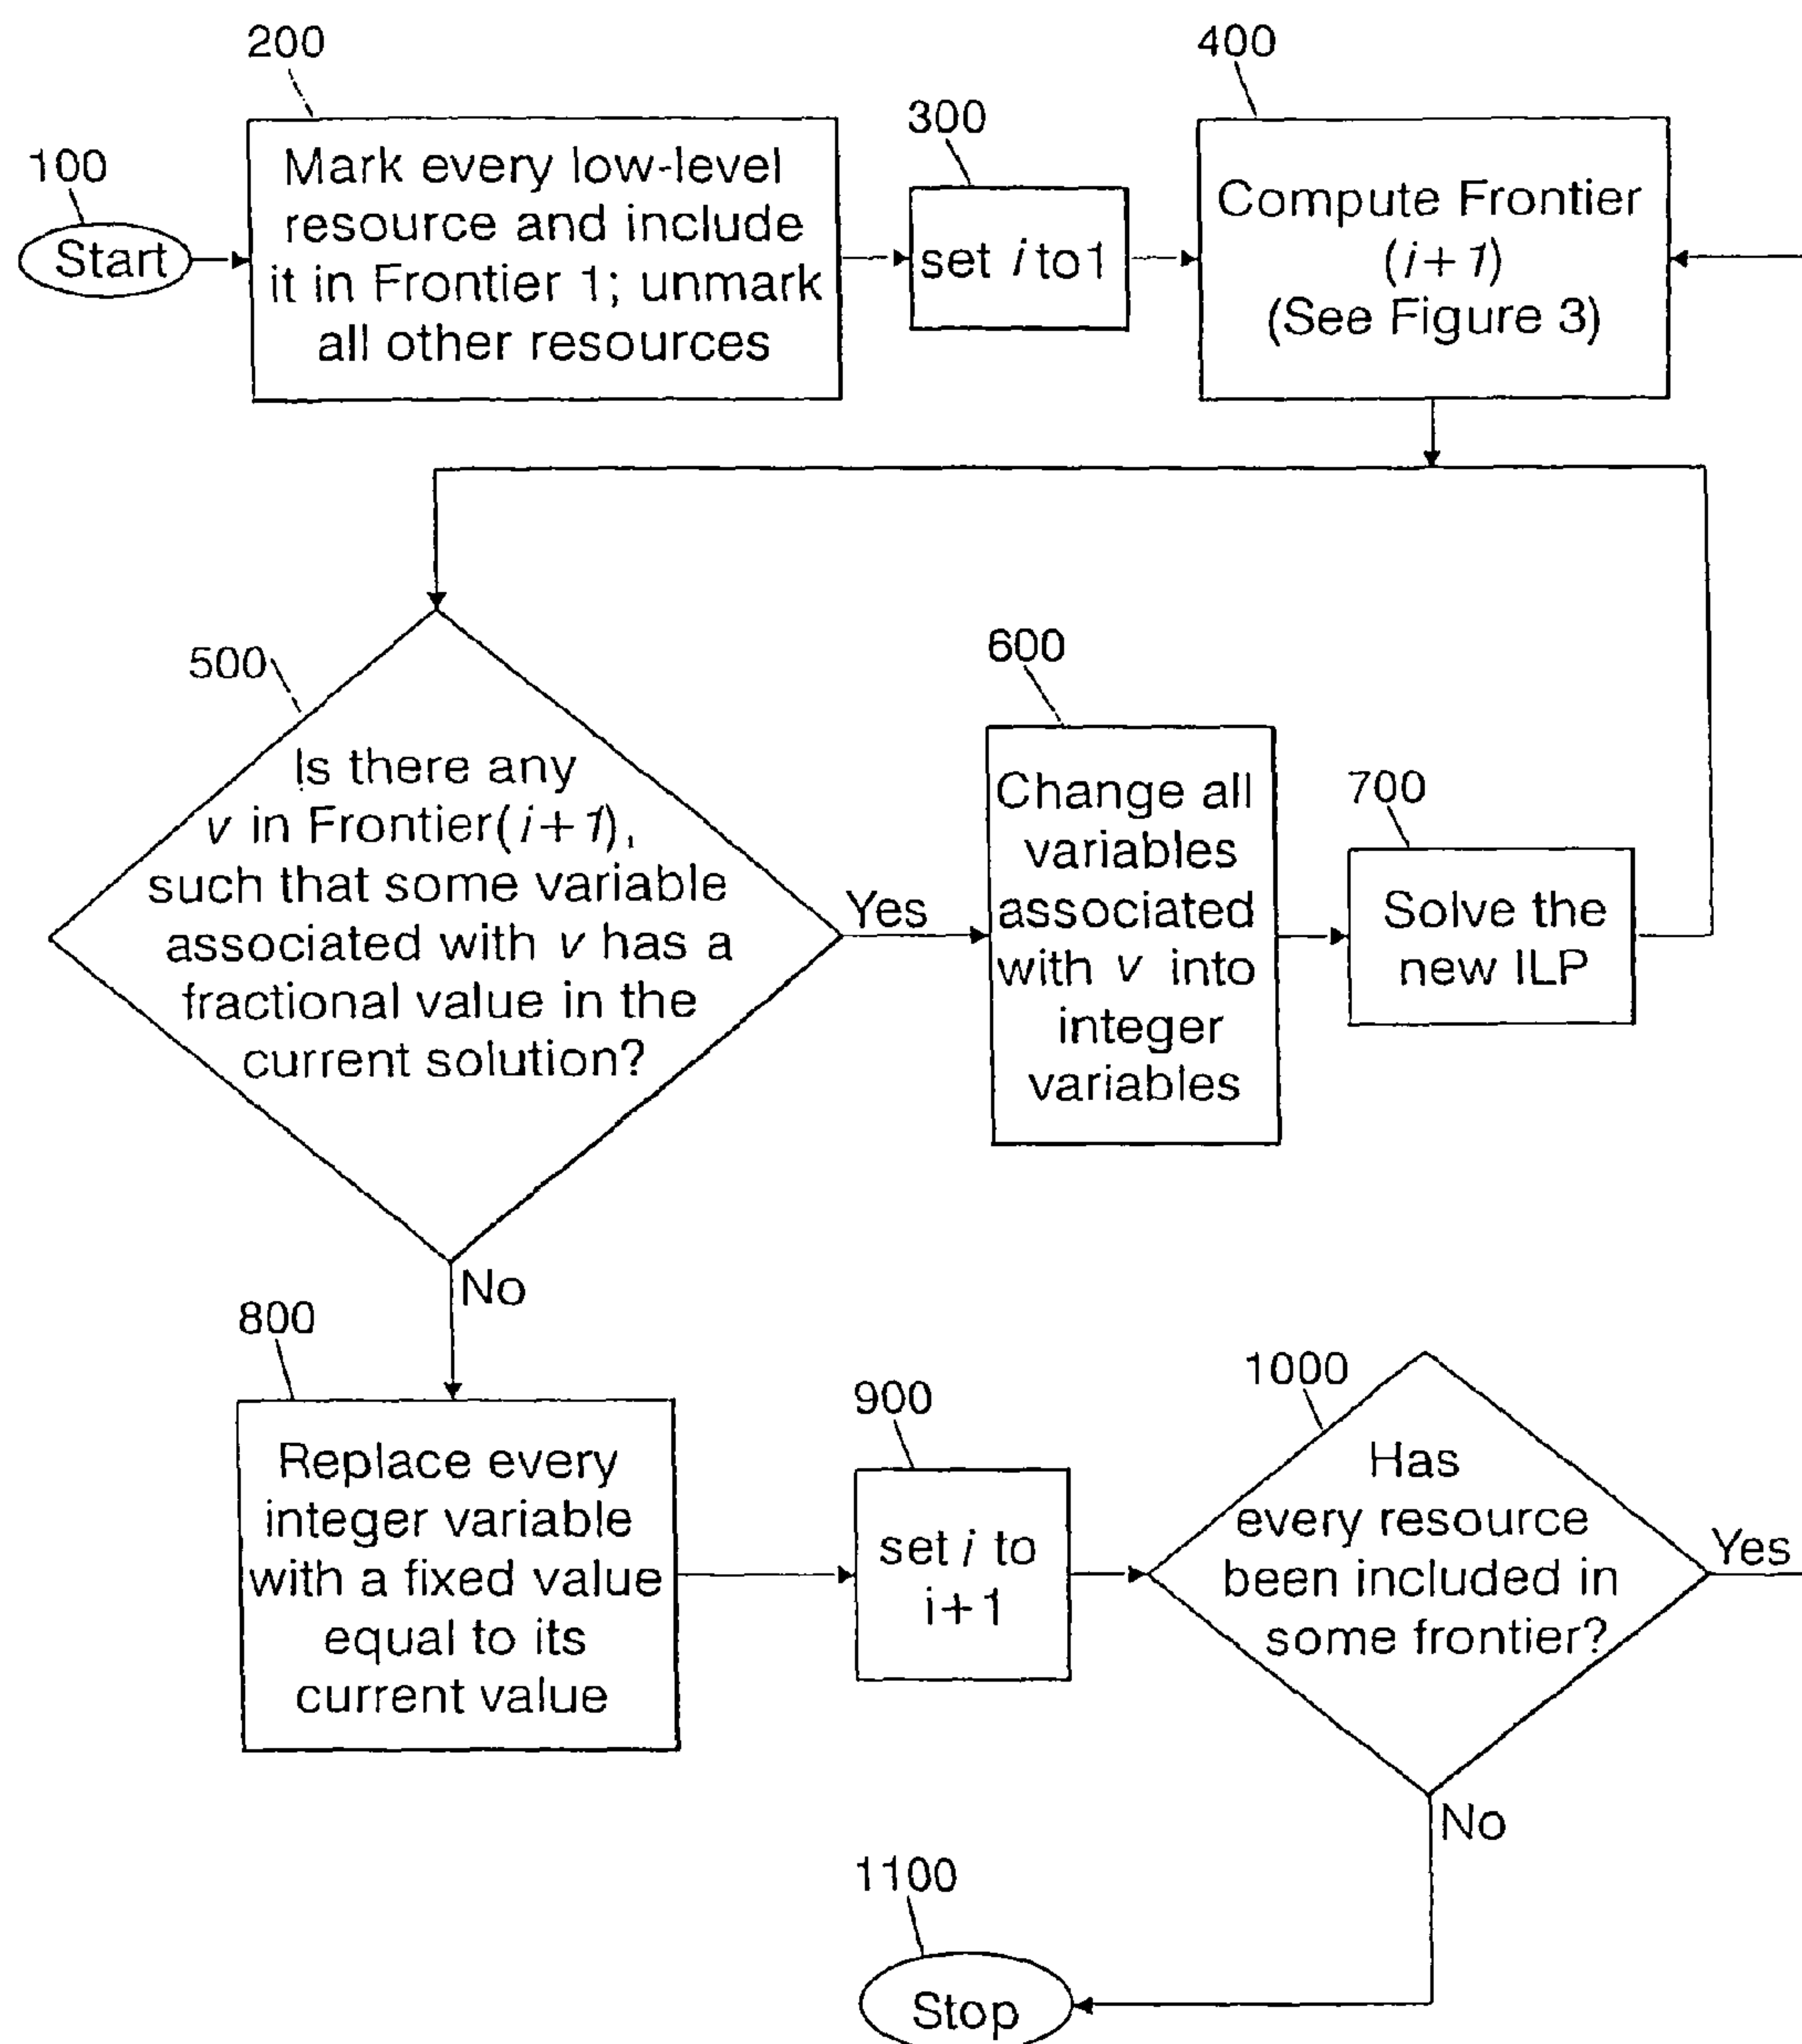 100
Start
200
Mark every low-level
resource and include
it in Frontier 1; unmark
all other resources
300
set i to1
400
Compute Frontier
(i+1)
(See Figure 3)
500
Is there any
v in Frontier(i+1),
such that some variable
associated with v has a
fractional value in the
current solution?
Yes
600
Change all
variables
associated
with v into
integer
variables
700
Solve the
new ILP
No
800
Replace every
integer variable
with a fixed value
equal to its
current value
900
set i to
i+1
1000
Has
every resource
been included in
some frontier?
Yes
No
1100
Stop